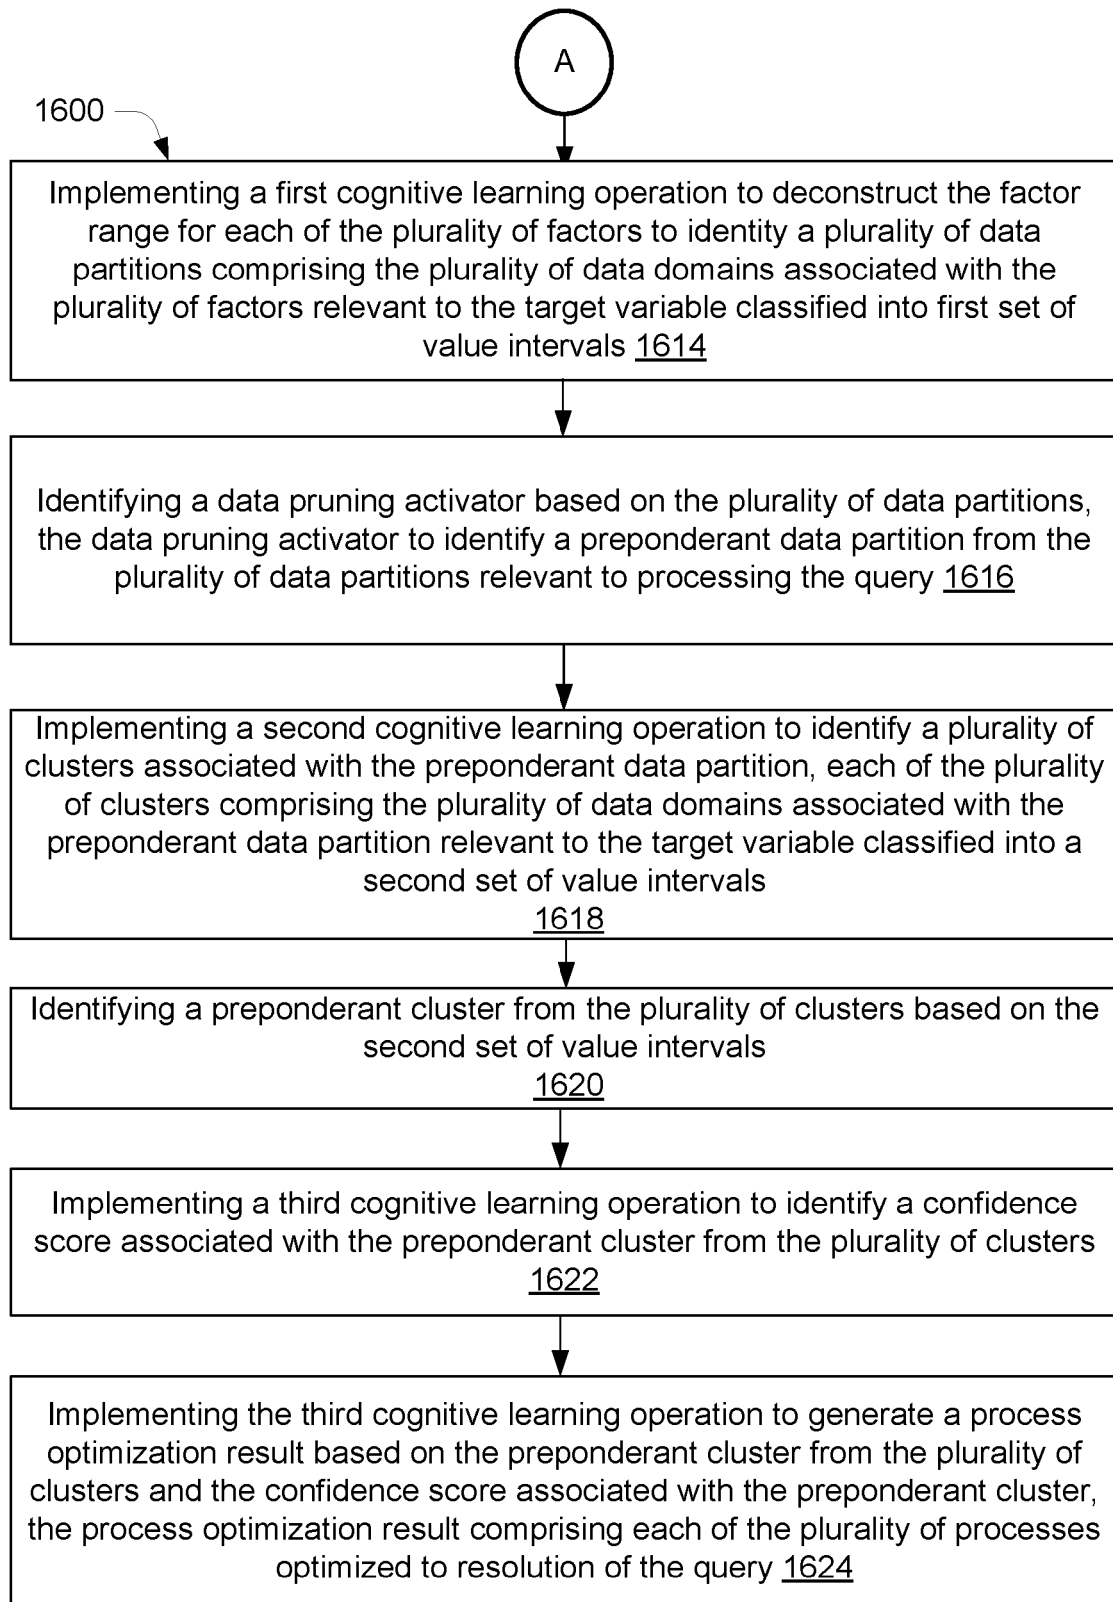 A
1600
Implementing a first cognitive learning operation to deconstruct the factor
range for each of the plurality of factors to identity a plurality of data
partitions comprising the plurality of data domains associated with the
plurality of factors relevant to the target variable classified into first set of
value intervals 1614
Identifying a data pruning activator based on the plurality of data partitions,
the data pruning activator to identify a preponderant data partition from the
plurality of data partitions relevant to processing the query 1616
Implementing a second cognitive learning operation to identify a plurality of
clusters associated with the preponderant data partition, each of the plurality
of clusters comprising the plurality of data domains associated with the
preponderant data partition relevant to the target variable classified into a
second set of value intervals
1618
Identifying a preponderant cluster from the plurality of clusters based on the
second set of value intervals
1620
Implementing a third cognitive learning operation to identify a confidence
score associated with the preponderant cluster from the plurality of clusters
1622
Implementing the third cognitive learning operation to generate a process
optimization result based on the preponderant cluster from the plurality of
clusters and the confidence score associated with the preponderant cluster,
the process optimization result comprising each of the plurality of processes
optimized to resolution of the query 1624